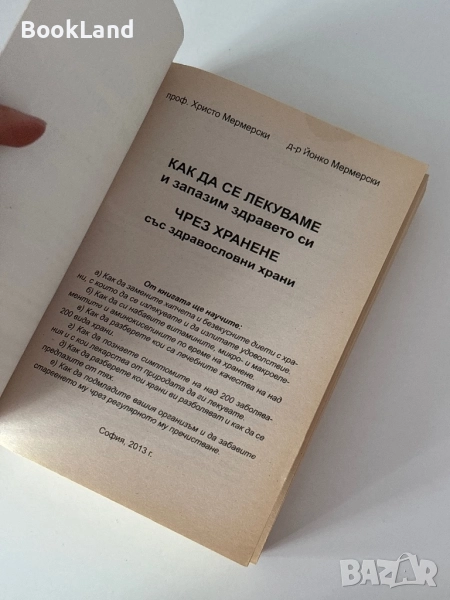 BookLand
проф. Христо Мермерски
д-р Йонко Мермерски
КАК ДА СЕ ЛЕКУВАМЕ
и запазим здравето си
ЧРЕЗ ХРАНЕНЕ
със здравословни храни
От книгата ще научите:
а) Как да замените хапчета и безвкусните диети с хра-
ни, с които да се излекувате и да изпитате удоволствие.
б) Как да си набавите витамините, микро- и макроеле-
ментите и аминокиселините по време на хранене.
в) Как да разберете кои са лечебните качества на над
200 вида храни.
г) Как да познаете симптомите на над 200 заболява-
ния и с кои лекарства от природата да ги лекувате.
д) Как да разберете кои храни ви разболяват и как да се
предпазите от тях.
е) Как да подмладите вашия организъм и да забавите
стареенето му чрез регулярното му пречистване.
София, 2013 г.
BAZAR